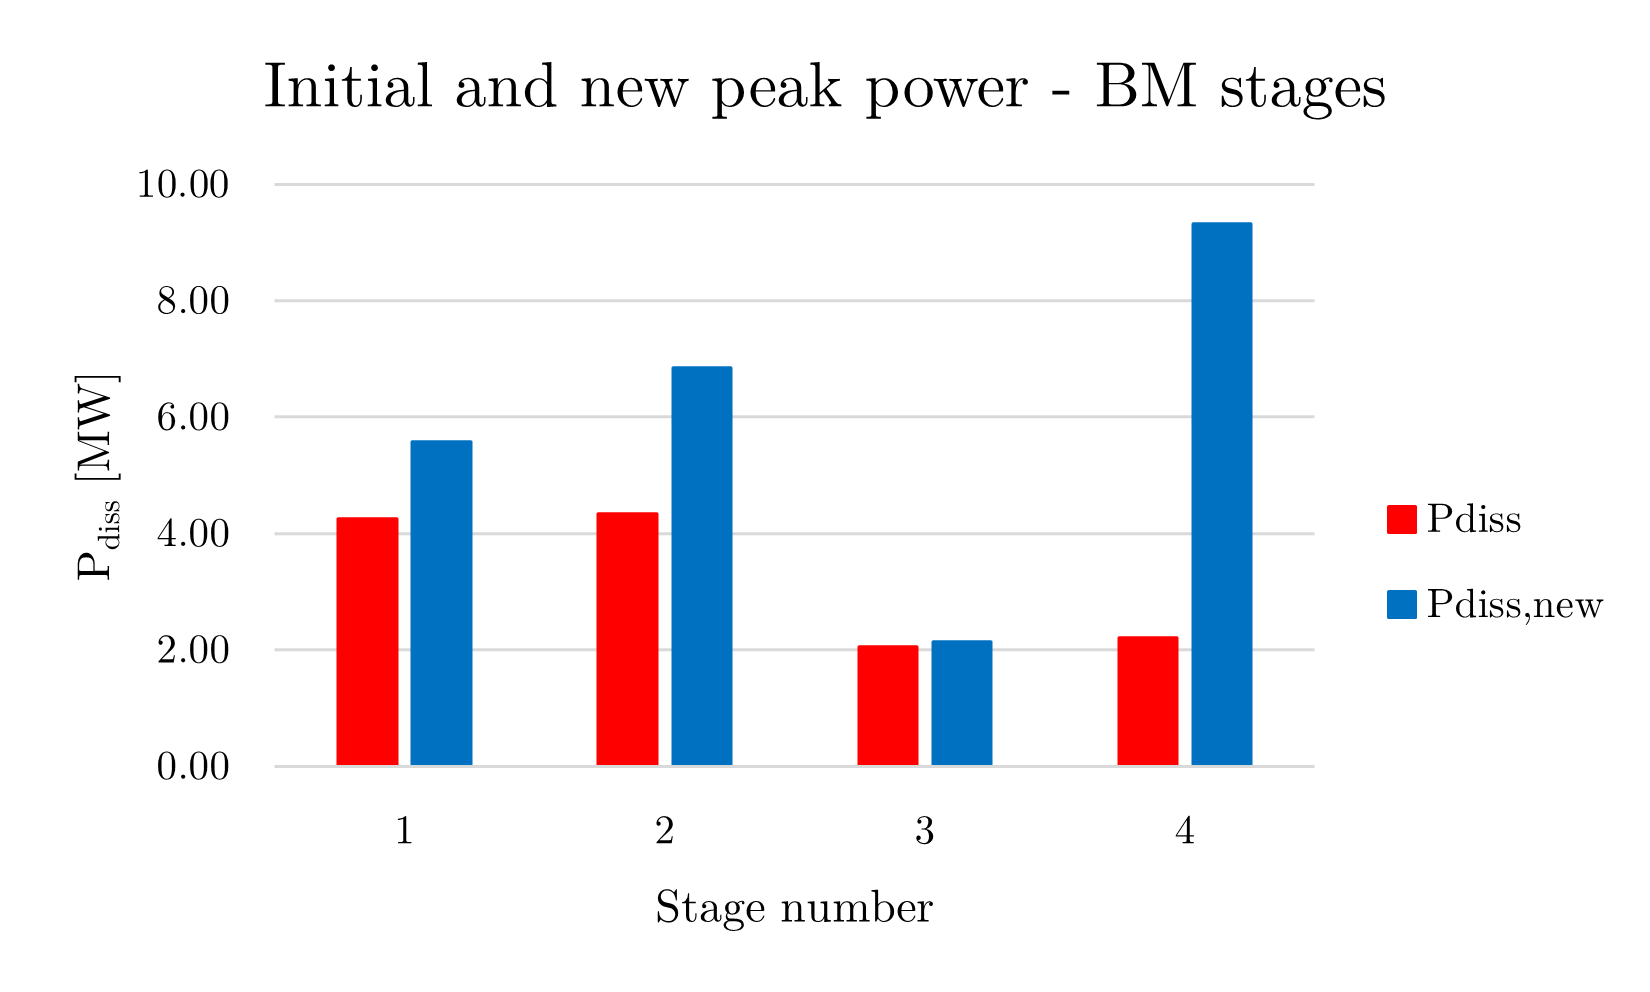 Initial and new peak power - BM stages
10.00
8.00
6.00
4.00
2.00
0.00
Pdiss [MW]
1 2 3 4
Stage number
Pdiss
Pdiss,new